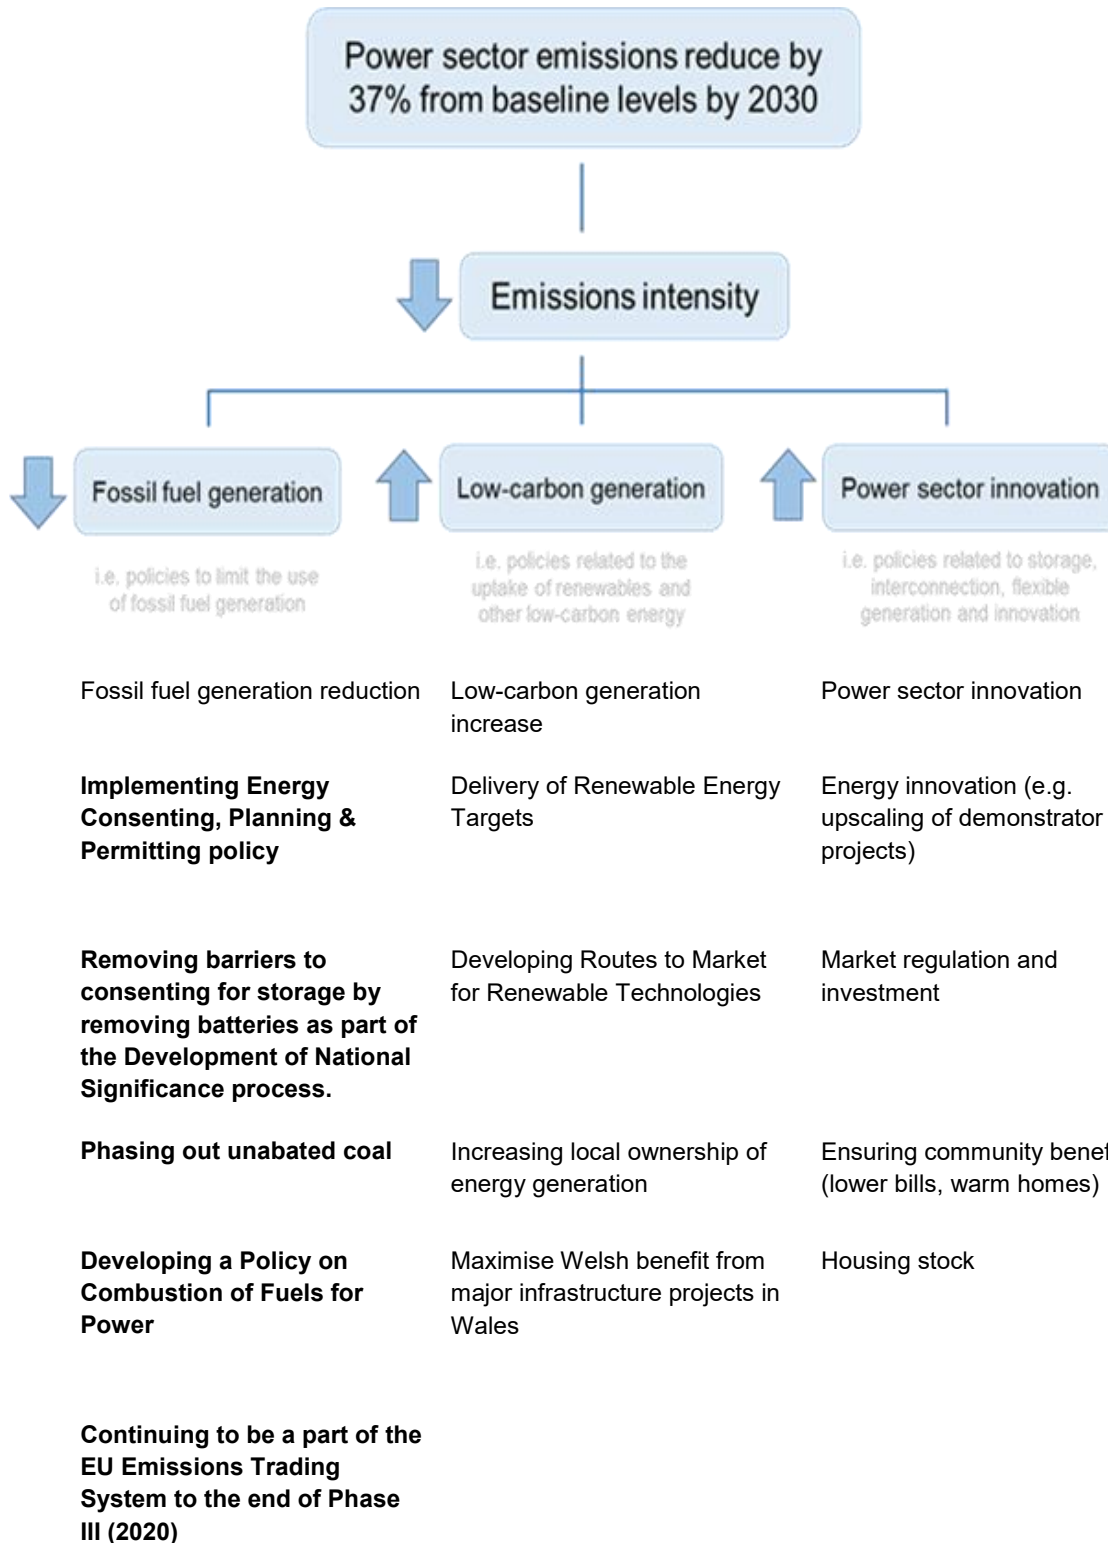 Power sector emissions reduce by
37% from baseline levels by 2030
Emissions intensity
Fossil fuel generation
Low-carbon generation
Power sector innovation
i.e. policies to limit the use
of fossil fuel generation
i.e. policies related to the
uptake of renewables and
other low-carbon energy
i.e. policies related to storage,
interconnection, flexible
generation and innovation
Fossil fuel generation reduction
Low-carbon generation
increase
Power sector innovation
Implementing Energy
Consenting, Planning &
Permitting policy
Delivery of Renewable Energy
Targets
Energy innovation (e.g.
upscaling of demonstrator
projects)
Removing barriers to
consenting for storage by
removing batteries as part of
the Development of National
Significance process.
Developing Routes to Market
for Renewable Technologies
Market regulation and
investment
Phasing out unabated coal
Increasing local ownership of
energy generation
Ensuring community
(lower bills, warm homes)
Developing a Policy on
Combustion of Fuels for
Power
Maximise Welsh benefit from
major infrastructure projects in
Wales
Housing stock
Continuing to be a part of the
EU Emissions Trading
System to the end of Phase
III (2020)